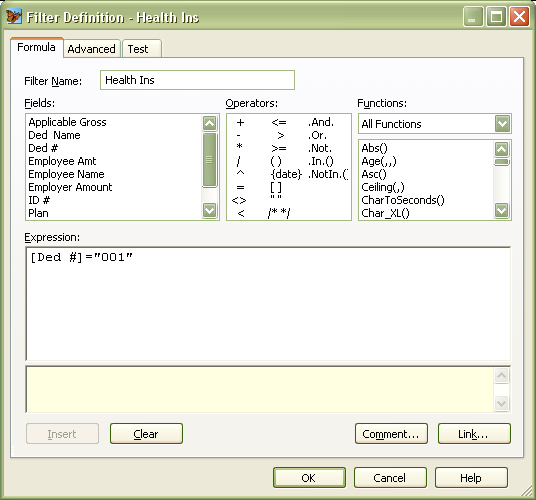 Filter Definition - Health Ins
Formula Advanced Test
Filter Name: Health Ins
Fields: Operators: Functions:
Applicable Gross + <= .And. All Functions
Ded Name - > .Or.
Ded # * >= .Not. Abs()
Employee Amt / ( ) .In.() Age(,,)
Employee Name ^ {date} .NotIn.() Asc()
Employer Amount = [ ] Ceiling(,)
ID # <> " " CharToSeconds()
Plan < /* */ Char_XL()
Expression:
[Ded #]="001"
Insert Clear Comment... Link...
OK Cancel Help